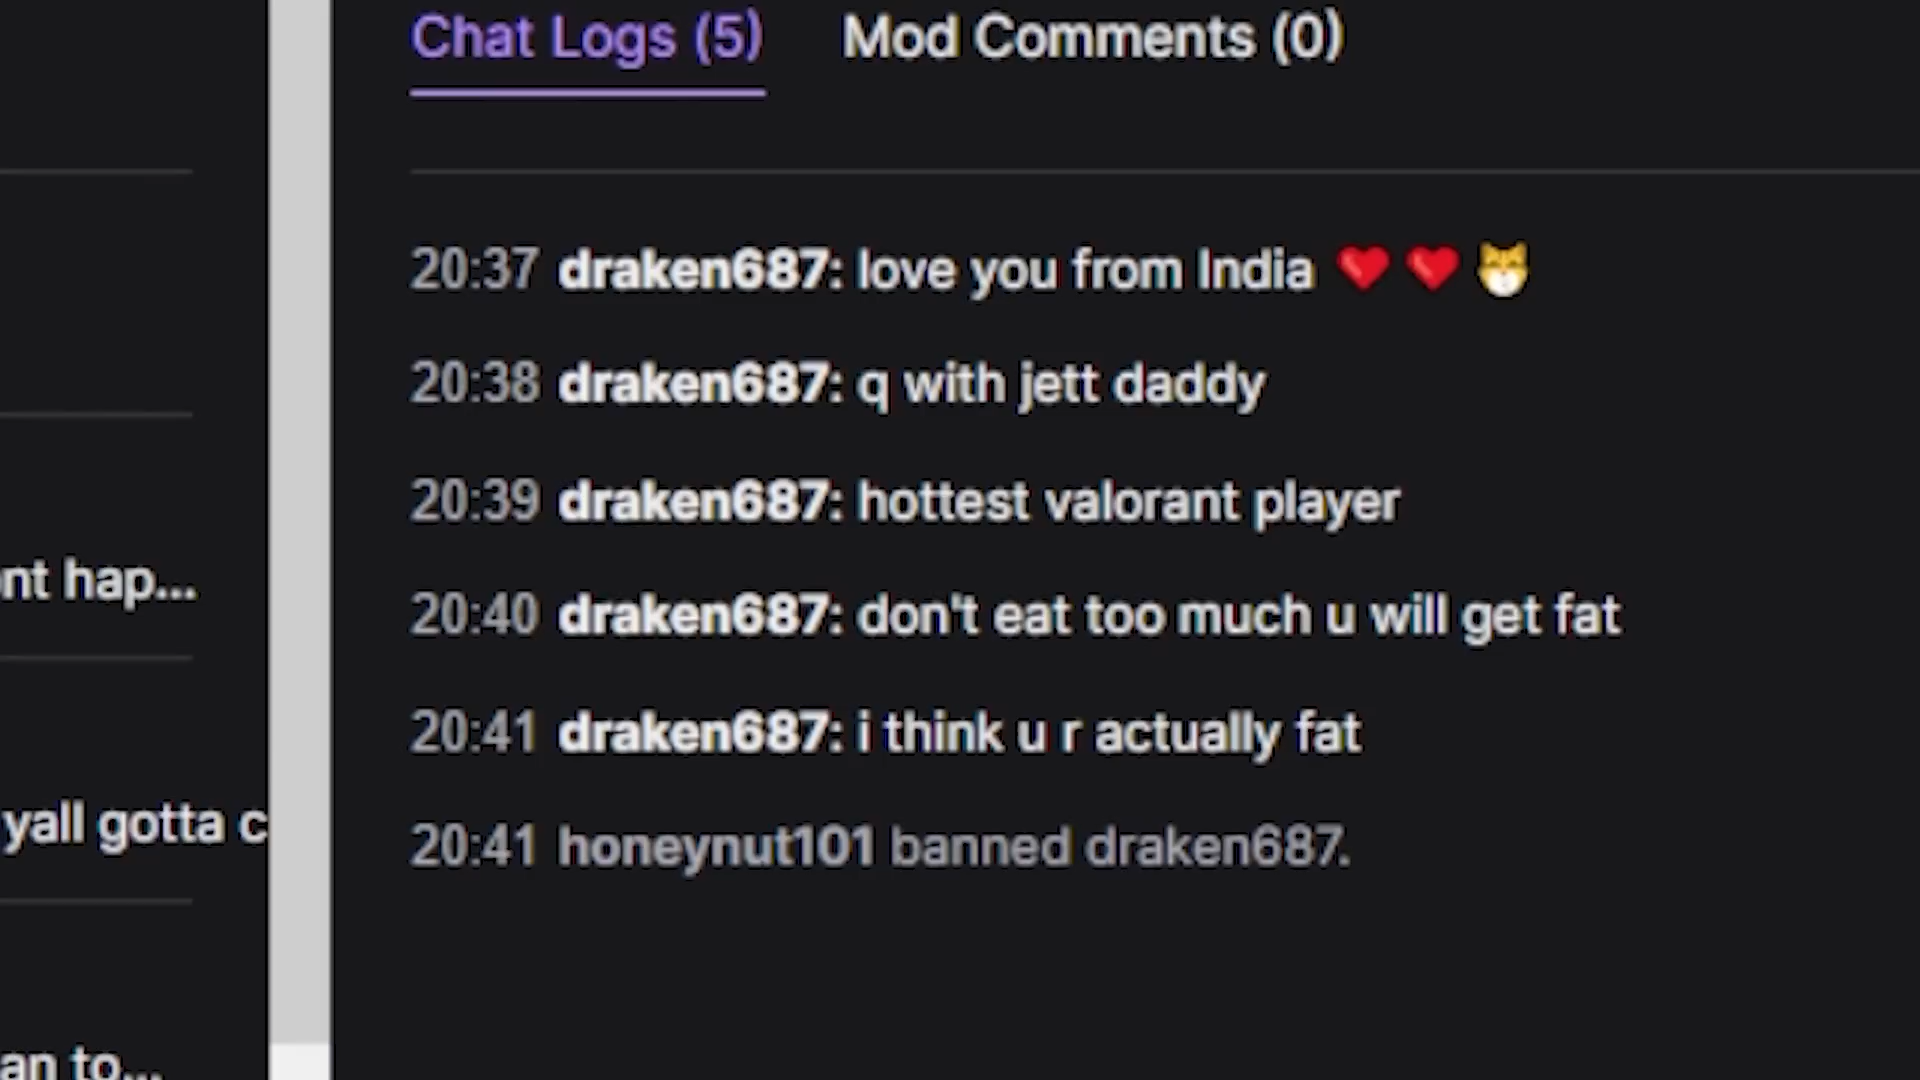 Chat Logs (5) Mod Comments (0)
20:37 draken687: love you from India ❤️ ❤️
20:38 draken687: q with jett daddy
20:39 draken687: hottest valorant player
nt hap...
20:40 draken687: don't eat too much u will get fat
20:41 draken687: i think u r actually fat
yall gotta c
20:41 honeynut101 banned draken687.
an to...